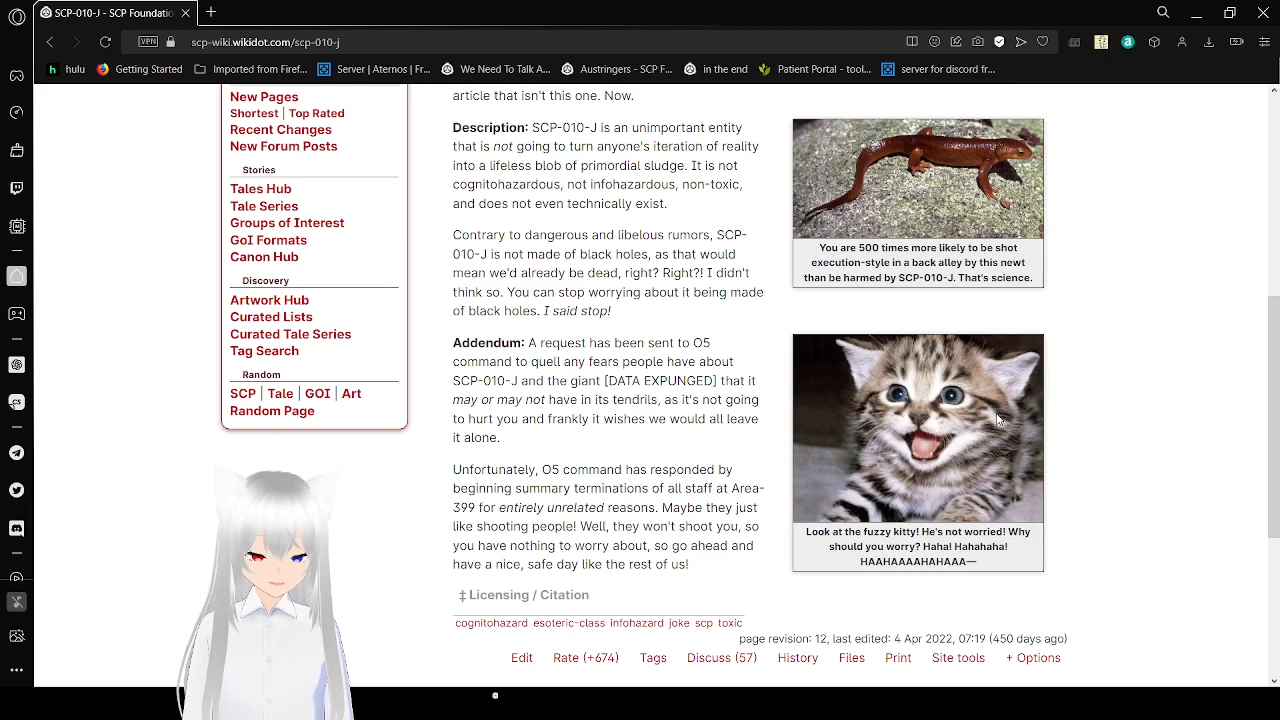 SCP-010-J - SCP Foundatio
scp-wiki.wikidot.com/scp-010-j
VPN
h hulu
Getting Started
Imported from Firef...
Server | Aternos | Fr...
We Need To Talk A...
Austringers - SCP F...
in the end
Patient Portal - tool...
server for discord fr...
New Pages
Shortest | Top Rated
Recent Changes
New Forum Posts
Stories
Tales Hub
Tale Series
Groups of Interest
GoI Formats
Canon Hub
Discovery
Artwork Hub
Curated Lists
Curated Tale Series
Tag Search
Random
SCP | Tale | GOI | Art
Random Page
article that isn't this one. Now.
Description: SCP-010-J is an unimportant entity
that is not going to turn anyone's iteration of reality
into a lifeless blob of primordial sludge. It is not
cognitohazardous, not infohazardous, non-toxic,
and does not even technically exist.
Contrary to dangerous and libelous rumors, SCP-
010-J is not made of black holes, as that would
mean we'd already be dead, right? Right?! I didn't
think so. You can stop worrying about it being made
of black holes. I said stop!
Addendum: A request has been sent to O5
command to quell any fears people have about
SCP-010-J and the giant [DATA EXPUNGED] that it
may or may not have in its tendrils, as it's not going
to hurt you and frankly it wishes we would all leave
it alone.
Unfortunately, O5 command has responded by
beginning summary terminations of all staff at Area-
399 for entirely unrelated reasons. Maybe they just
like shooting people! Well, they won't shoot you, so
you have nothing to worry about, so go ahead and
have a nice, safe day like the rest of us!
You are 500 times more likely to be shot
execution-style in a back alley by this newt
than be harmed by SCP-010-J. That's science.
Look at the fuzzy kitty! He's not worried! Why
should you worry? Haha! Hahahaha!
HAAHAAAAHAHAAA—
‡ Licensing / Citation
cognitohazard esoteric-class infohazard joke scp toxic
page revision: 12, last edited: 4 Apr 2022, 07:19 (450 days ago)
Edit Rate (+674) Tags Discuss (57) History Files Print Site tools + Options